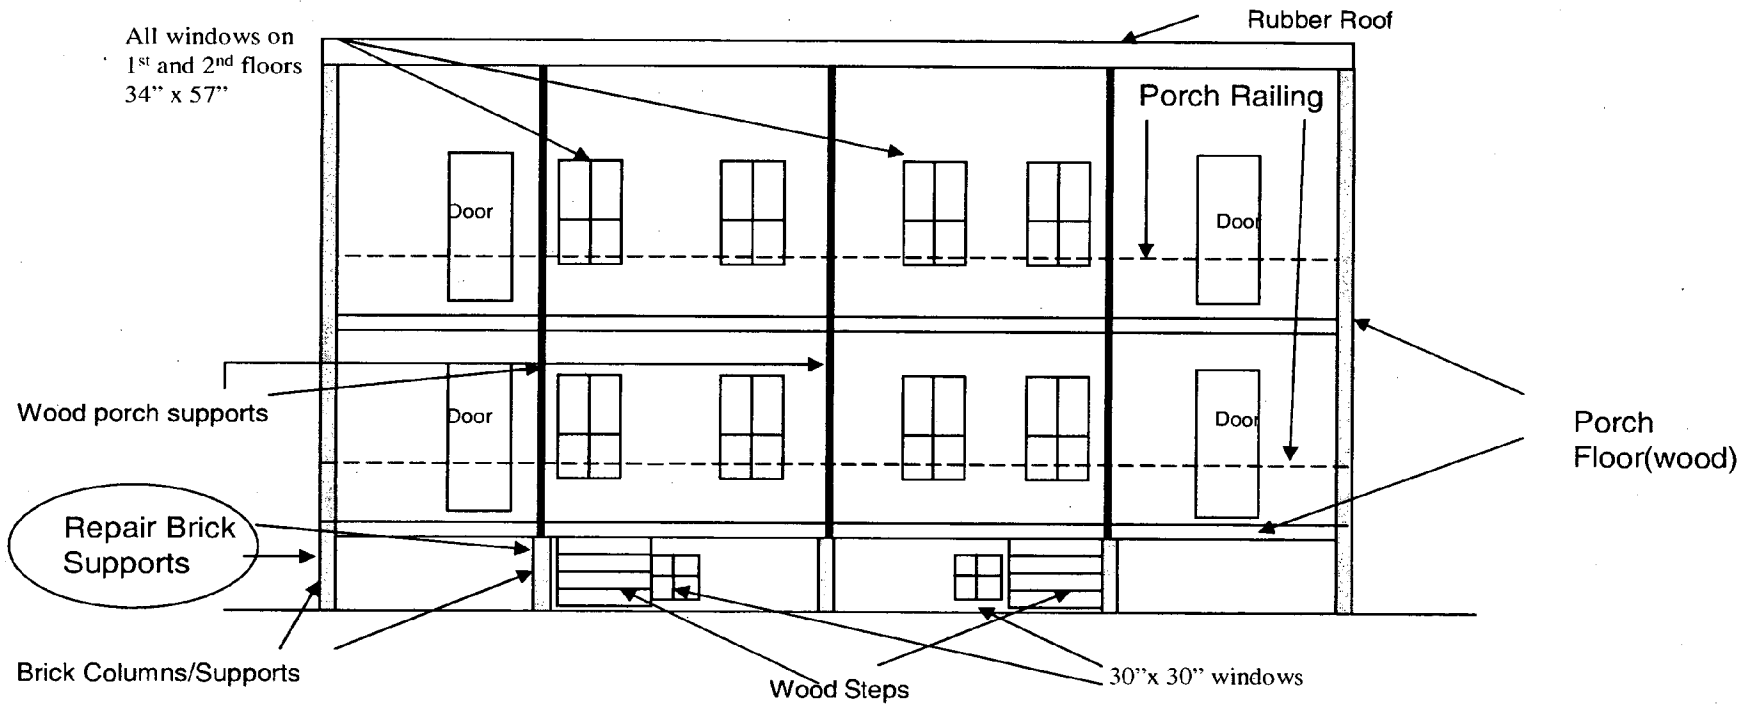 Rubber Roof
All windows on
1st and 2nd floors
34” x 57”
Porch Railing
Door
Door
Wood porch supports
Door
Door
Porch
Floor(wood)
Repair Brick
Supports
Brick Columns/Supports
Wood Steps
30”x 30” windows